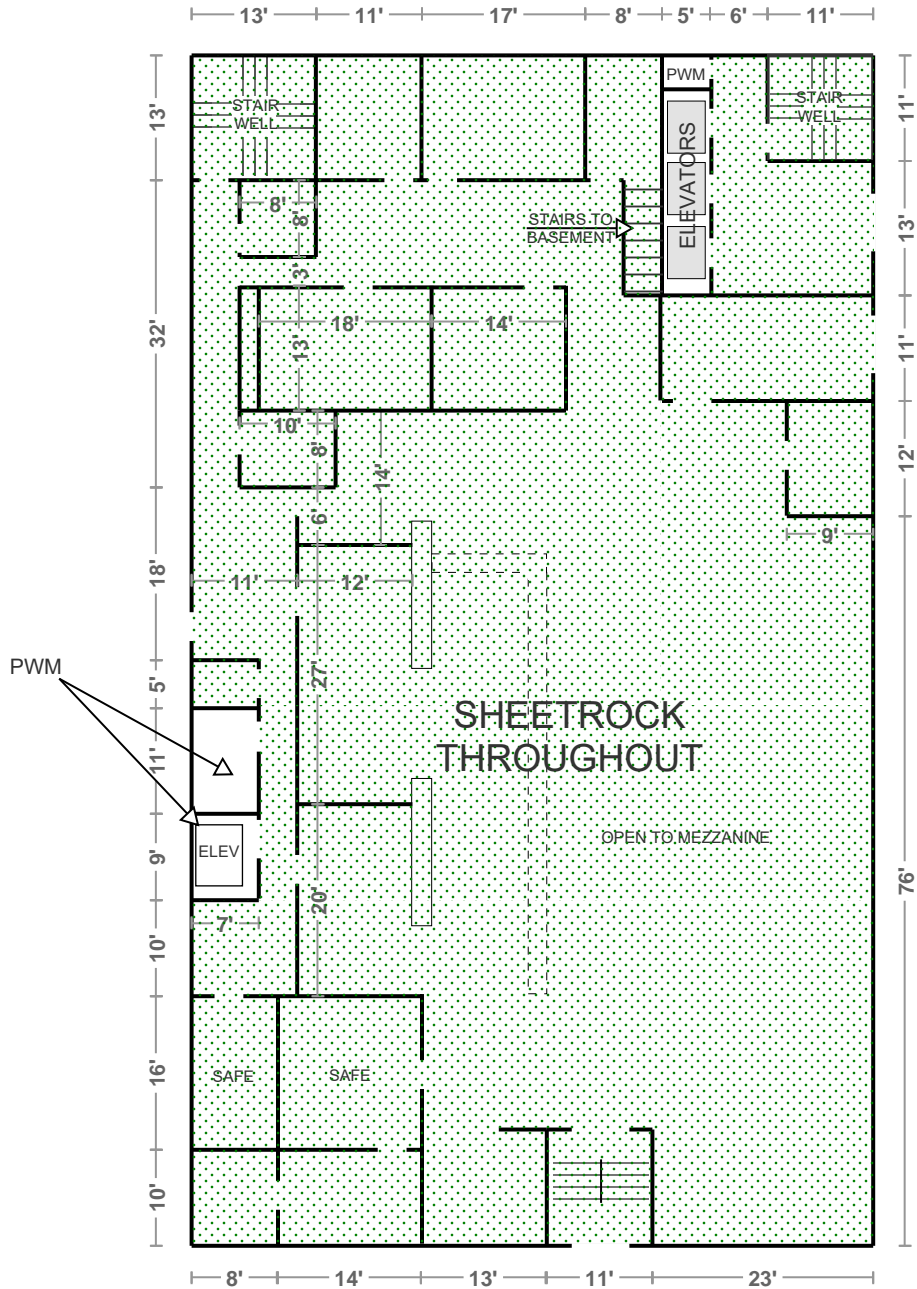 13' 11' 17' 8' 5' 6' 11'
PWM
STAIR
WELL
STAIR
WELL
13'
11'
ELEVATORS
8'
8'
STAIRS TO
BASEMENT
13'
3'
32'
18'
14'
13'
11'
10'
8'
14'
12'
6'
9'
18'
11'
12'
PWM
27'
5'
SHEETROCK
THROUGHOUT
11'
OPEN TO MEZZANINE
ELEV
9'
76'
20'
7'
10'
SAFE
SAFE
16'
10'
8' 14' 13' 11' 23'